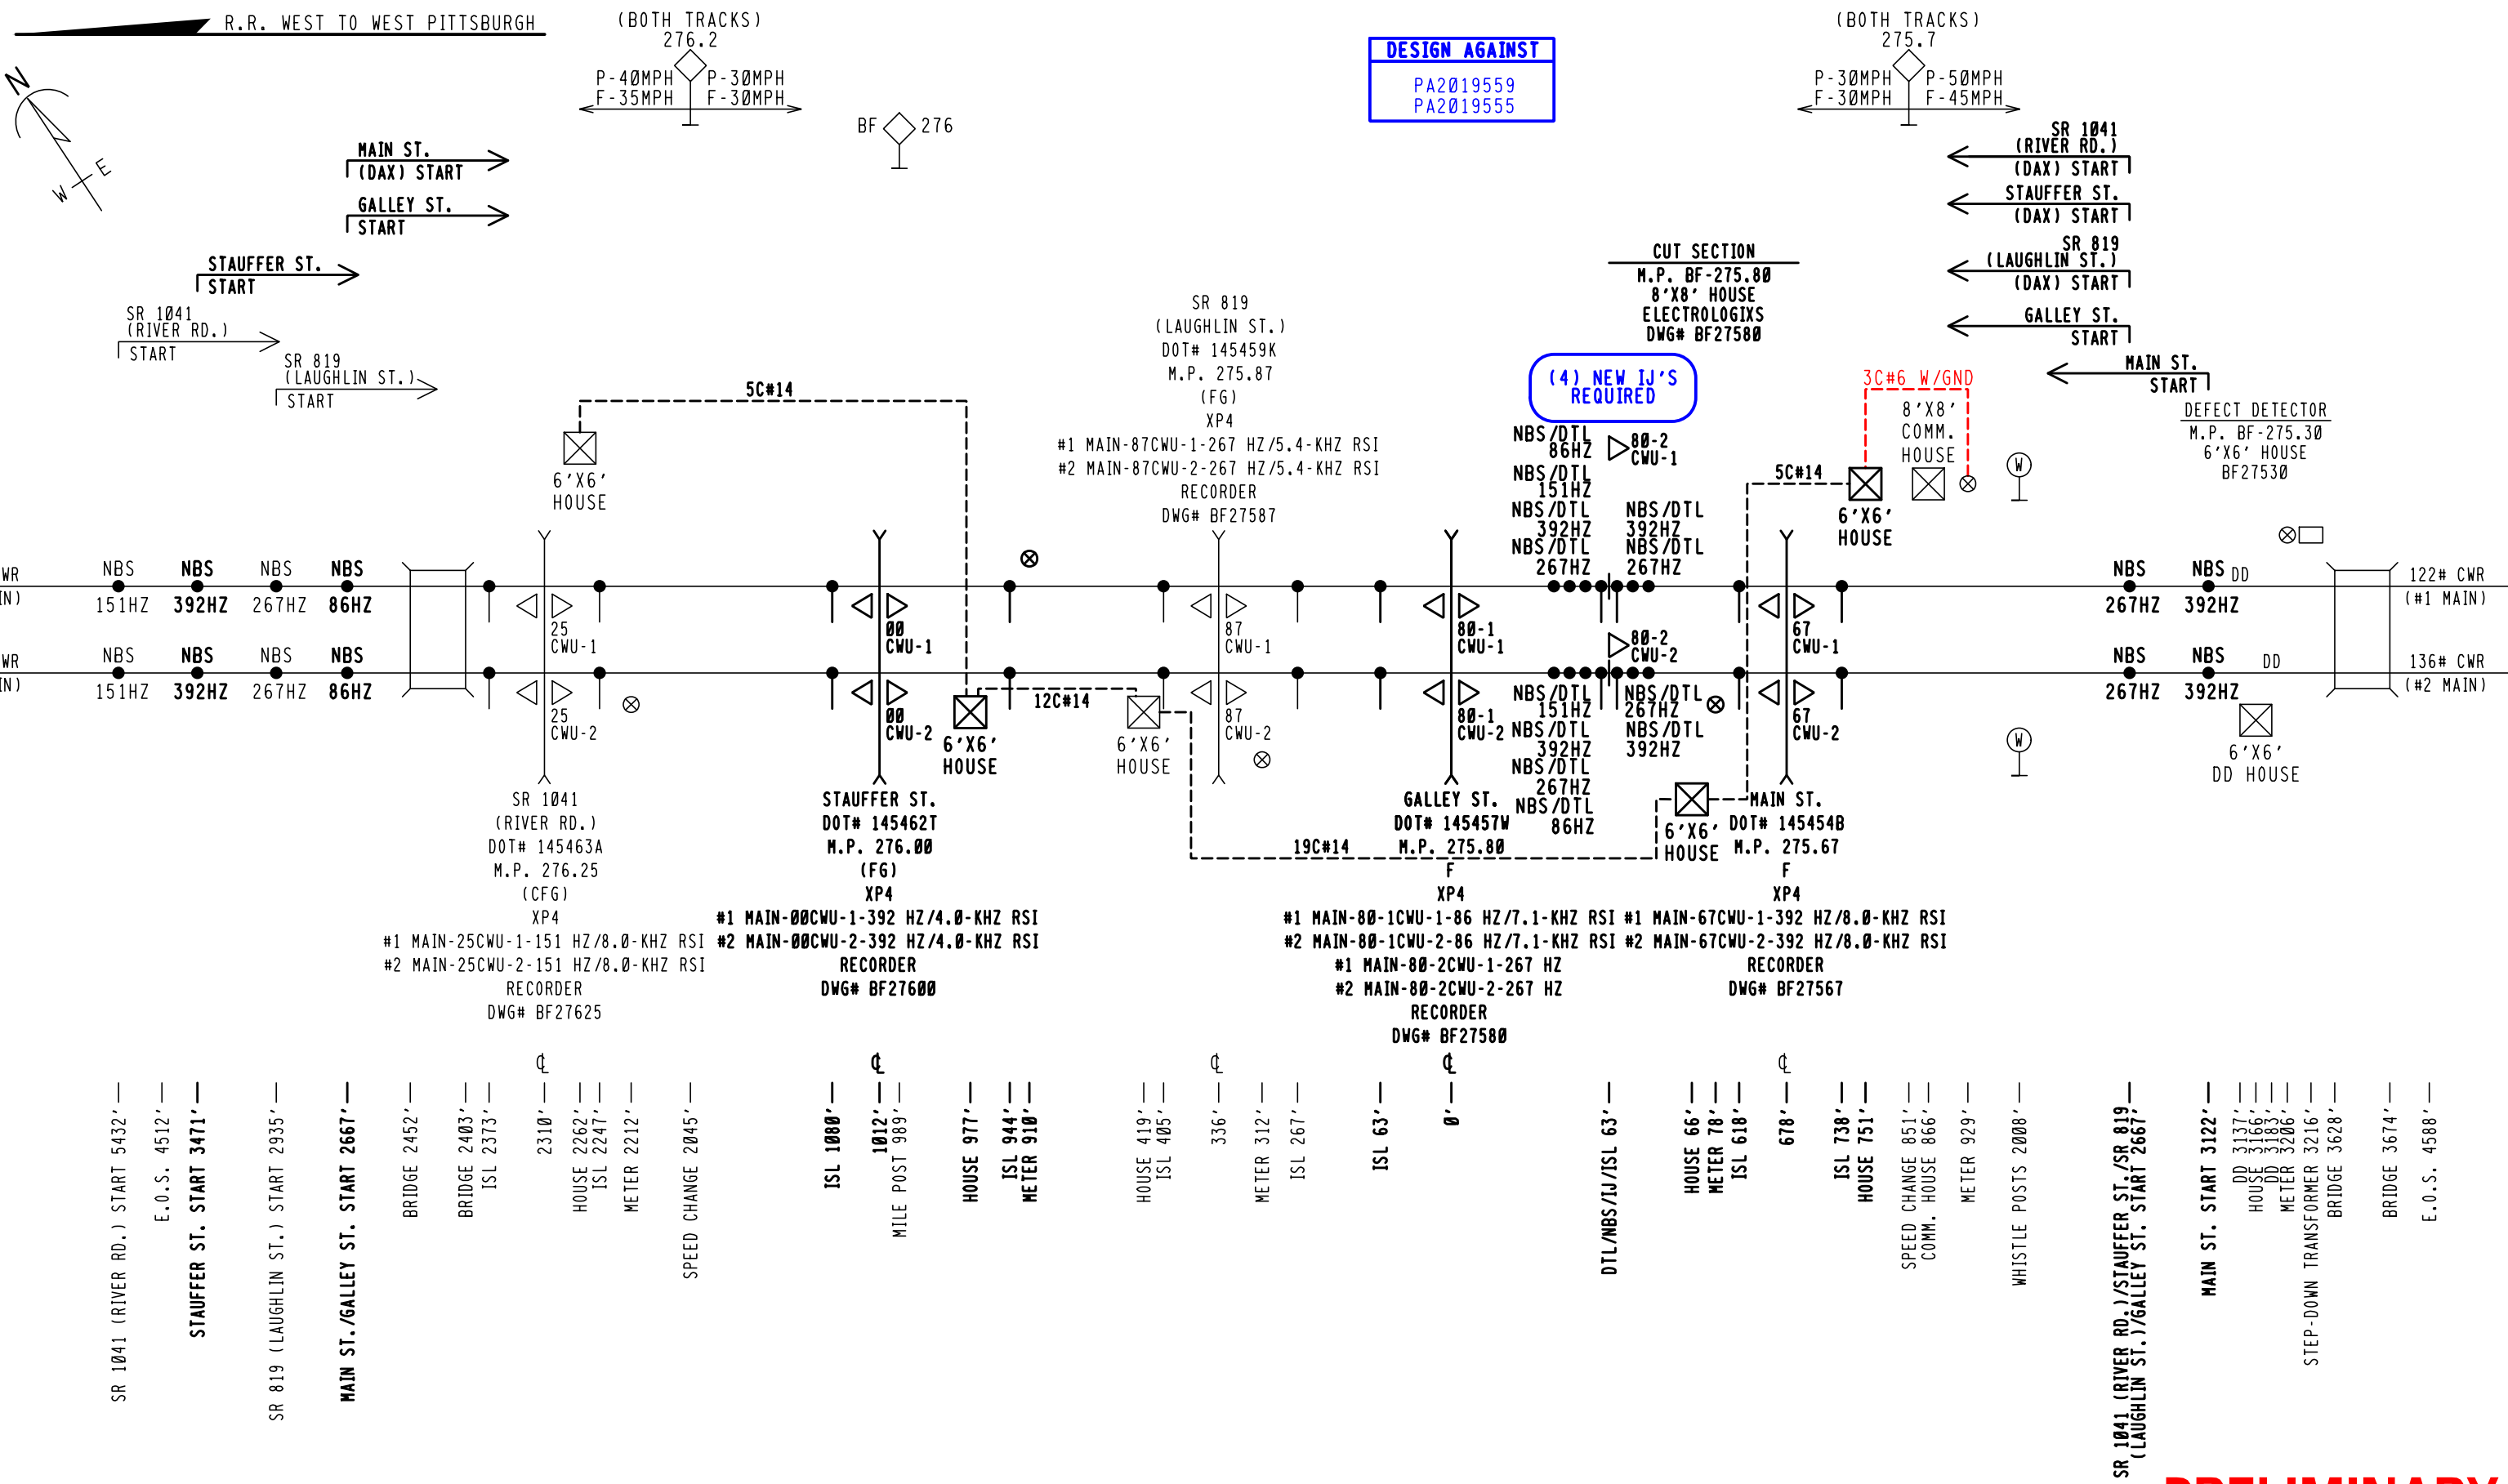 R.R. WEST TO WEST PITTSBURGH
N
W
E
(BOTH TRACKS)
276.2
P-40MPH
P-30MPH
F-35MPH
F-30MPH
BF
276
DESIGN AGAINST
PA2019559
PA2019555
(BOTH TRACKS)
275.7
P-30MPH
P-50MPH
F-30MPH
F-45MPH
MAIN ST.
(DAX) START
GALLEY ST.
START
STAUFFER ST.
START
SR 1041
(RIVER RD.)
START
SR 819
(LAUGHLIN ST.)
START
SR 1041
(RIVER RD.)
(DAX) START
STAUFFER ST.
(DAX) START
SR 819
(LAUGHLIN ST.)
(DAX) START
GALLEY ST.
START
MAIN ST.
START
DEFECT DETECTOR
M.P. BF-275.30
6'X6' HOUSE
BF27530
CUT SECTION
M.P. BF-275.80
8'X8' HOUSE
ELECTROLOGIXS
DWG# BF27580
(4) NEW IJ'S
REQUIRED
SR 819
(LAUGHLIN ST.)
DOT# 145459K
M.P. 275.87
(FG)
XP4
#1 MAIN-87CWU-1-267 HZ/5.4-KHZ RSI
#2 MAIN-87CWU-2-267 HZ/5.4-KHZ RSI
RECORDER
DWG# BF27587
5C#14
6'X6'
HOUSE
NBS/DTL
86HZ
NBS/DTL
151HZ
NBS/DTL
392HZ
NBS/DTL
267HZ
80-2
CWU-1
NBS/DTL
392HZ
NBS/DTL
267HZ
3C#6 W/GND
8'X8'
COMM.
HOUSE
5C#14
6'X6'
HOUSE
W
WR
IN)
NBS
151HZ
NBS
392HZ
NBS
267HZ
NBS
86HZ
25
CWU-1
00
CWU-1
87
CWU-1
80-1
CWU-1
67
CWU-1
NBS
267HZ
NBS
392HZ
DD
122# CWR
(#1 MAIN)
WR
IN)
NBS
151HZ
NBS
392HZ
NBS
267HZ
NBS
86HZ
25
CWU-2
00
CWU-2
87
CWU-2
80-1
CWU-2
80-2
CWU-2
67
CWU-2
NBS
267HZ
NBS
392HZ
DD
136# CWR
(#2 MAIN)
12C#14
6'X6'
HOUSE
6'X6'
HOUSE
NBS/DTL
151HZ
NBS/DTL
392HZ
NBS/DTL
267HZ
NBS/DTL
86HZ
NBS/DTL
267HZ
NBS/DTL
392HZ
W
6'X6'
DD HOUSE
19C#14
6'X6'
HOUSE
SR 1041
(RIVER RD.)
DOT# 145463A
M.P. 276.25
(CFG)
XP4
#1 MAIN-25CWU-1-151 HZ/8.0-KHZ RSI
#2 MAIN-25CWU-2-151 HZ/8.0-KHZ RSI
RECORDER
DWG# BF27625
STAUFFER ST.
DOT# 145462T
M.P. 276.00
(FG)
XP4
#1 MAIN-00CWU-1-392 HZ/4.0-KHZ RSI
#2 MAIN-00CWU-2-392 HZ/4.0-KHZ RSI
RECORDER
DWG# BF27600
GALLEY ST.
DOT# 145457W
M.P. 275.80
F
XP4
#1 MAIN-80-1CWU-1-86 HZ/7.1-KHZ RSI
#2 MAIN-80-1CWU-2-86 HZ/7.1-KHZ RSI
#1 MAIN-80-2CWU-1-267 HZ
#2 MAIN-80-2CWU-2-267 HZ
RECORDER
DWG# BF27580
MAIN ST.
DOT# 145454B
M.P. 275.67
F
XP4
#1 MAIN-67CWU-1-392 HZ/8.0-KHZ RSI
#2 MAIN-67CWU-2-392 HZ/8.0-KHZ RSI
RECORDER
DWG# BF27567
℄
℄
℄
℄
℄
SR 1041 (RIVER RD.) START 5432'
E.O.S. 4512'
STAUFFER ST. START 3471'
SR 819 (LAUGHLIN ST.) START 2935'
MAIN ST./GALLEY ST. START 2667'
BRIDGE 2452'
BRIDGE 2403'
ISL 2373'
2310'
HOUSE 2262'
ISL 2247'
METER 2212'
SPEED CHANGE 2045'
ISL 1080'
1012'
MILE POST 989'
HOUSE 977'
ISL 944'
METER 910'
HOUSE 419'
ISL 405'
336'
METER 312'
ISL 267'
ISL 63'
0'
DTL/NBS/IJ/ISL 63'
HOUSE 66'
METER 78'
ISL 618'
678'
ISL 738'
HOUSE 751'
SPEED CHANGE 851'
COMM. HOUSE 866'
METER 929'
WHISTLE POSTS 2008'
SR 1041 (RIVER RD.)/STAUFFER ST./SR 819
(LAUGHLIN ST.)/GALLEY ST. START 2667'
MAIN ST. START 3122'
DD 3137'
HOUSE 3166'
DD 3183'
METER 3206'
STEP-DOWN TRANSFORMER 3216'
BRIDGE 3628'
BRIDGE 3674'
E.O.S. 4588'
PRELIMINARY